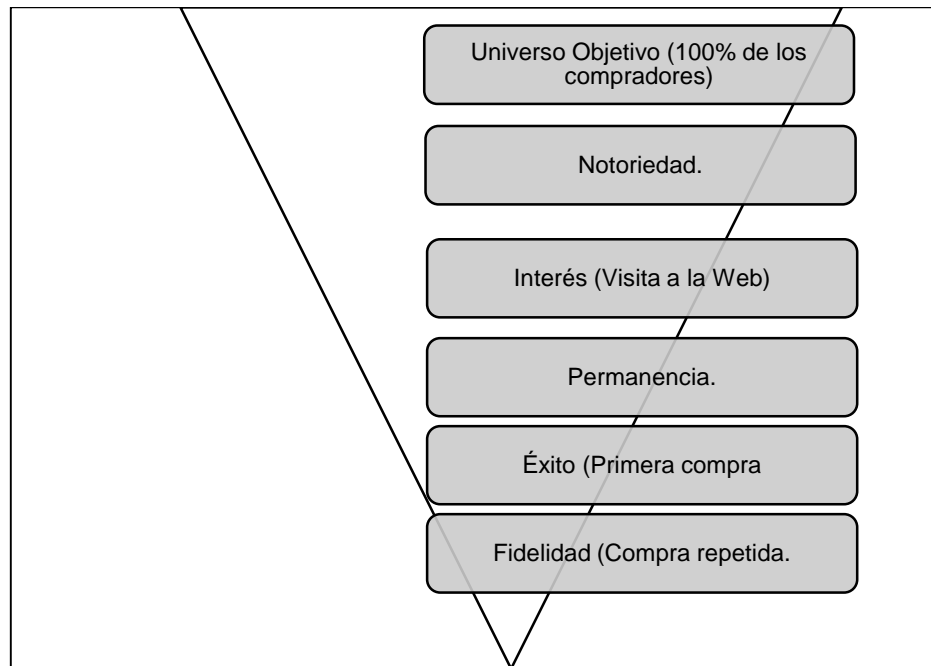 Universo Objetivo (100% de los
compradores)
Notoriedad.
Interés (Visita a la Web)
Permanencia.
Éxito (Primera compra
Fidelidad (Compra repetida.